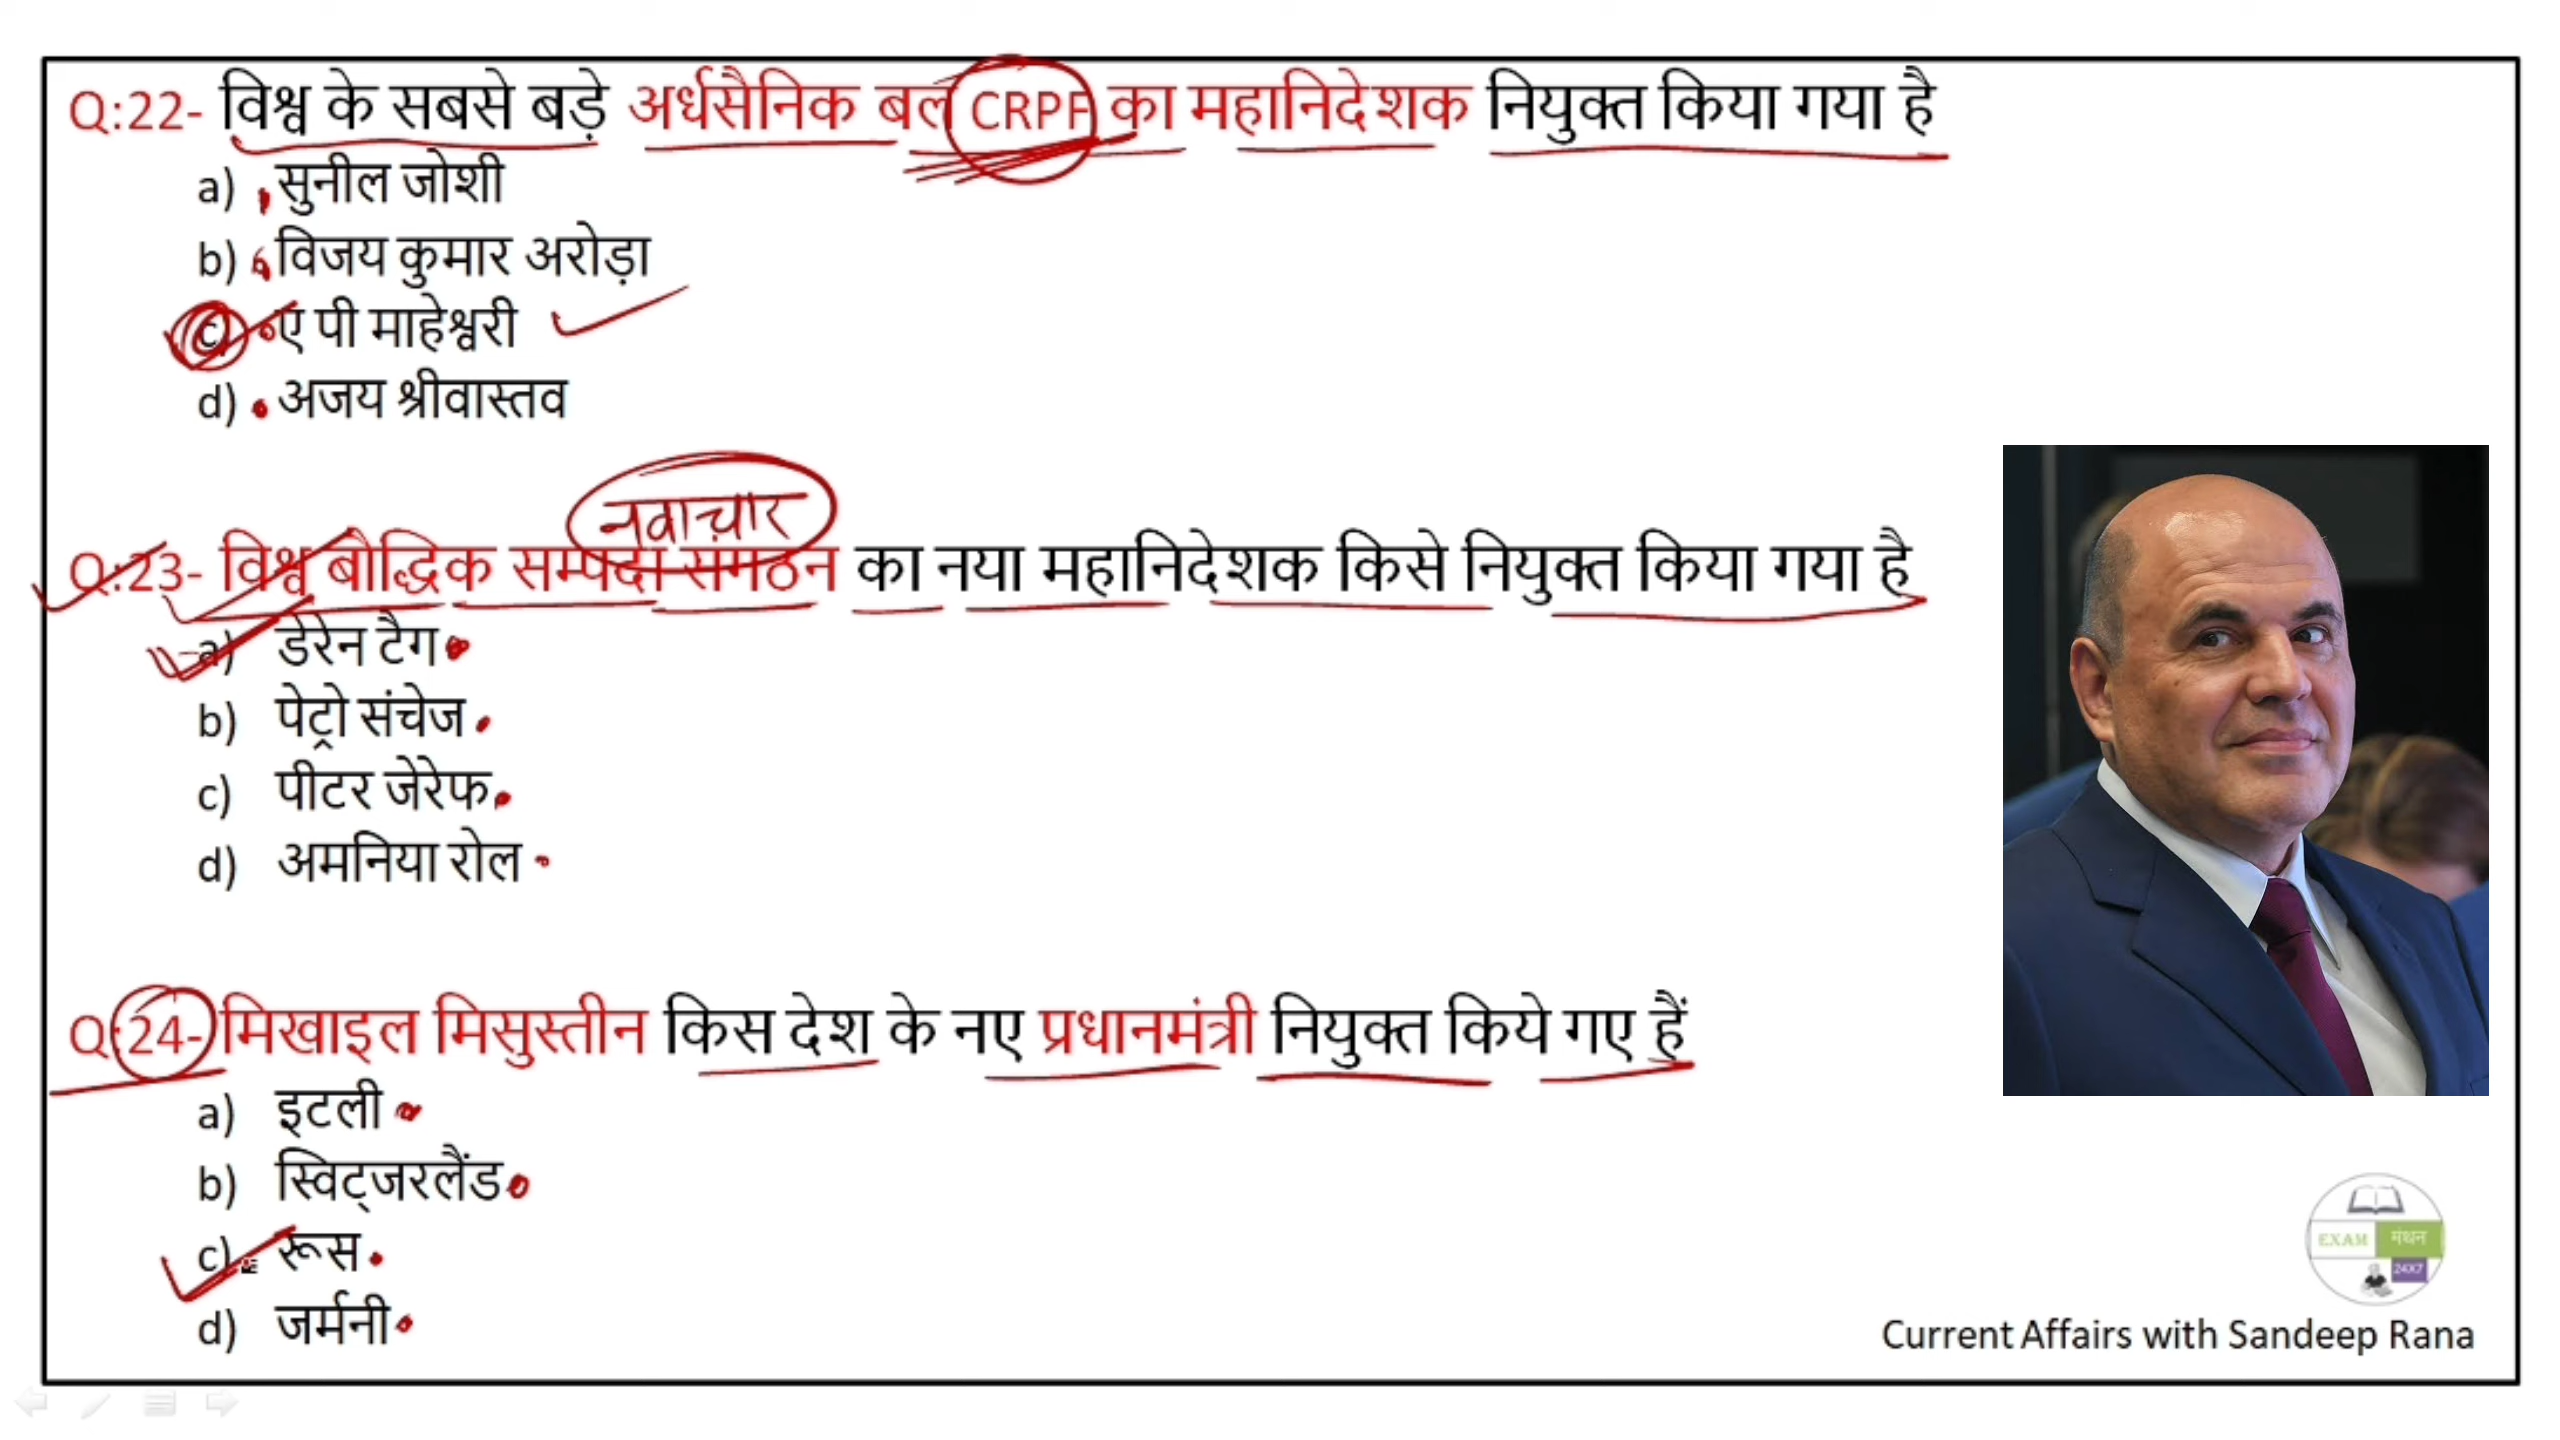 Q:22- विश्व के सबसे बड़े अर्धसैनिक बल CRPF का महानिदेशक नियुक्त किया गया है
a) सुनील जोशी
b) विजय कुमार अरोड़ा
c) ए पी माहेश्वरी
d) अजय श्रीवास्तव
नवाचार
Q:23- विश्व बौद्धिक सम्पदा संगठन का नया महानिदेशक किसे नियुक्त किया गया है
a) डेरेन टैग
b) पेट्रो संचेज
c) पीटर जेरेफ
d) अमनिया रोल
Q:24- मिखाइल मिसुस्तीन किस देश के नए प्रधानमंत्री नियुक्त किये गए हैं
a) इटली
b) स्विट्जरलैंड
c) रूस
d) जर्मनी
EXAM मंथन
24X7
Current Affairs with Sandeep Rana